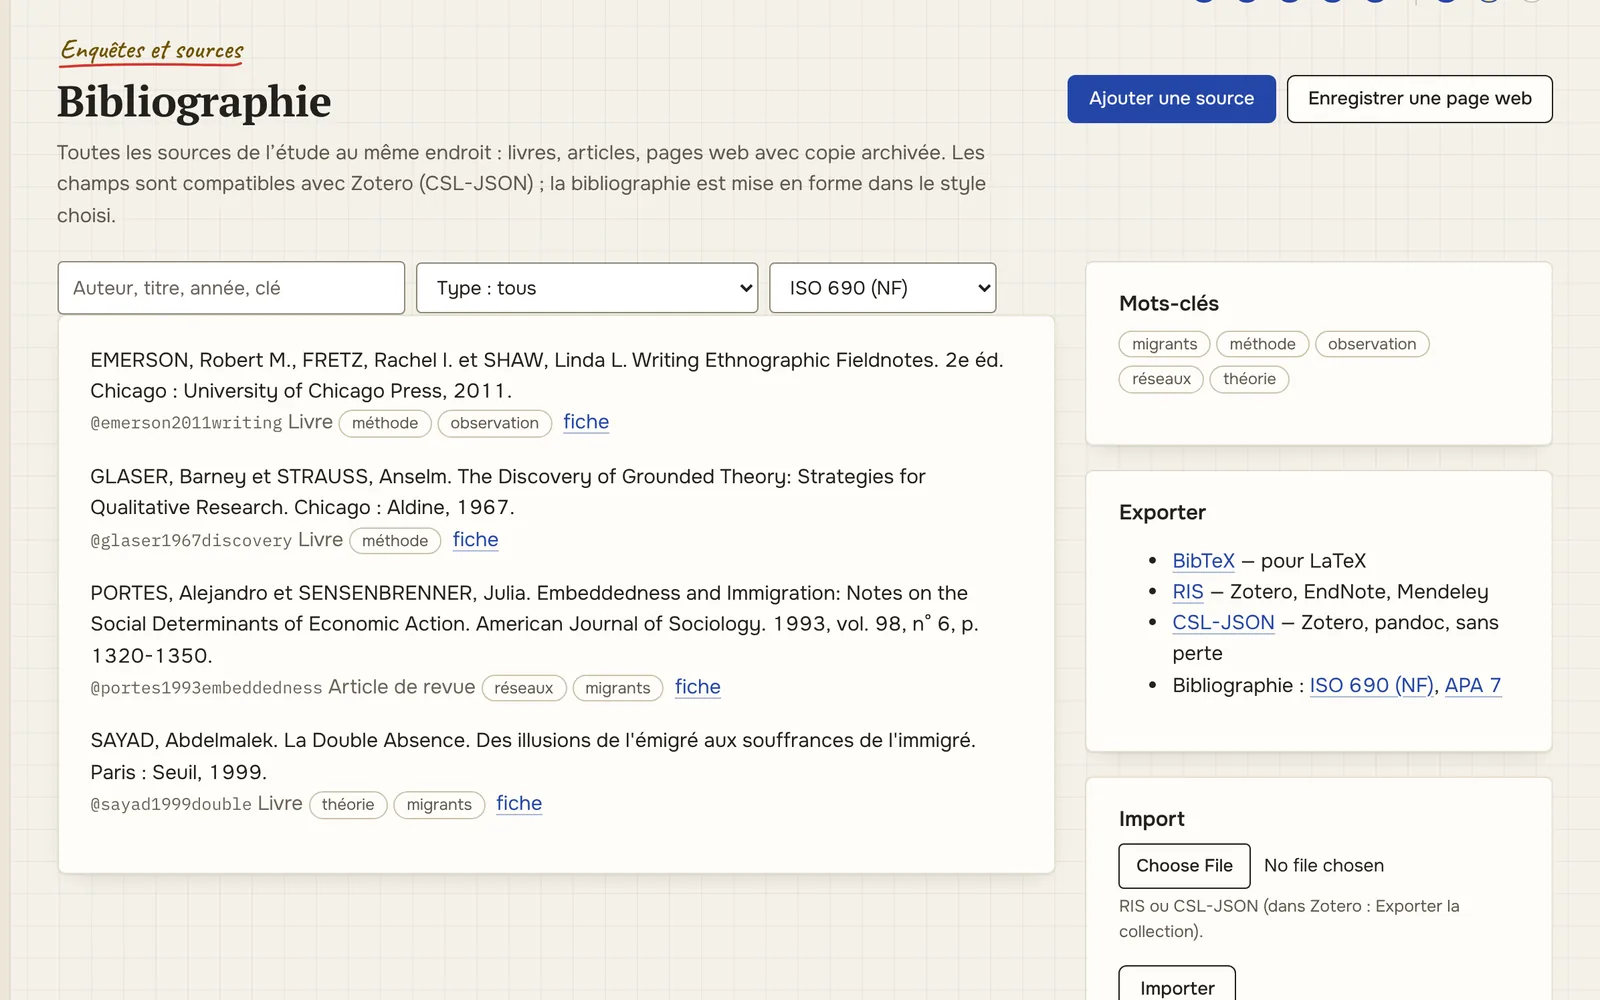 Enquêtes et sources
Bibliographie
Ajouter une source
Enregistrer une page web
Toutes les sources de l’étude au même endroit : livres, articles, pages web avec copie archivée. Les
champs sont compatibles avec Zotero (CSL-JSON) ; la bibliographie est mise en forme dans le style
choisi.
Auteur, titre, année, clé
Type : tous
ISO 690 (NF)
EMERSON, Robert M., FRETZ, Rachel I. et SHAW, Linda L. Writing Ethnographic Fieldnotes. 2e éd.
Chicago : University of Chicago Press, 2011.
@emerson2011writing Livre méthode observation fiche
GLASER, Barney et STRAUSS, Anselm. The Discovery of Grounded Theory: Strategies for
Qualitative Research. Chicago : Aldine, 1967.
@glaser1967discovery Livre méthode fiche
PORTES, Alejandro et SENSENBRENNER, Julia. Embeddedness and Immigration: Notes on the
Social Determinants of Economic Action. American Journal of Sociology. 1993, vol. 98, n° 6, p.
1320-1350.
@portes1993embeddedness Article de revue réseaux migrants fiche
SAYAD, Abdelmalek. La Double Absence. Des illusions de l'émigré aux souffrances de l'immigré.
Paris : Seuil, 1999.
@sayad1999double Livre théorie migrants fiche
Mots-clés
migrants méthode observation
réseaux théorie
Exporter
• BibTeX — pour LaTeX
• RIS — Zotero, EndNote, Mendeley
• CSL-JSON — Zotero, pandoc, sans
perte
• Bibliographie : ISO 690 (NF), APA 7
Import
Choose File No file chosen
RIS ou CSL-JSON (dans Zotero : Exporter la
collection).
Importer